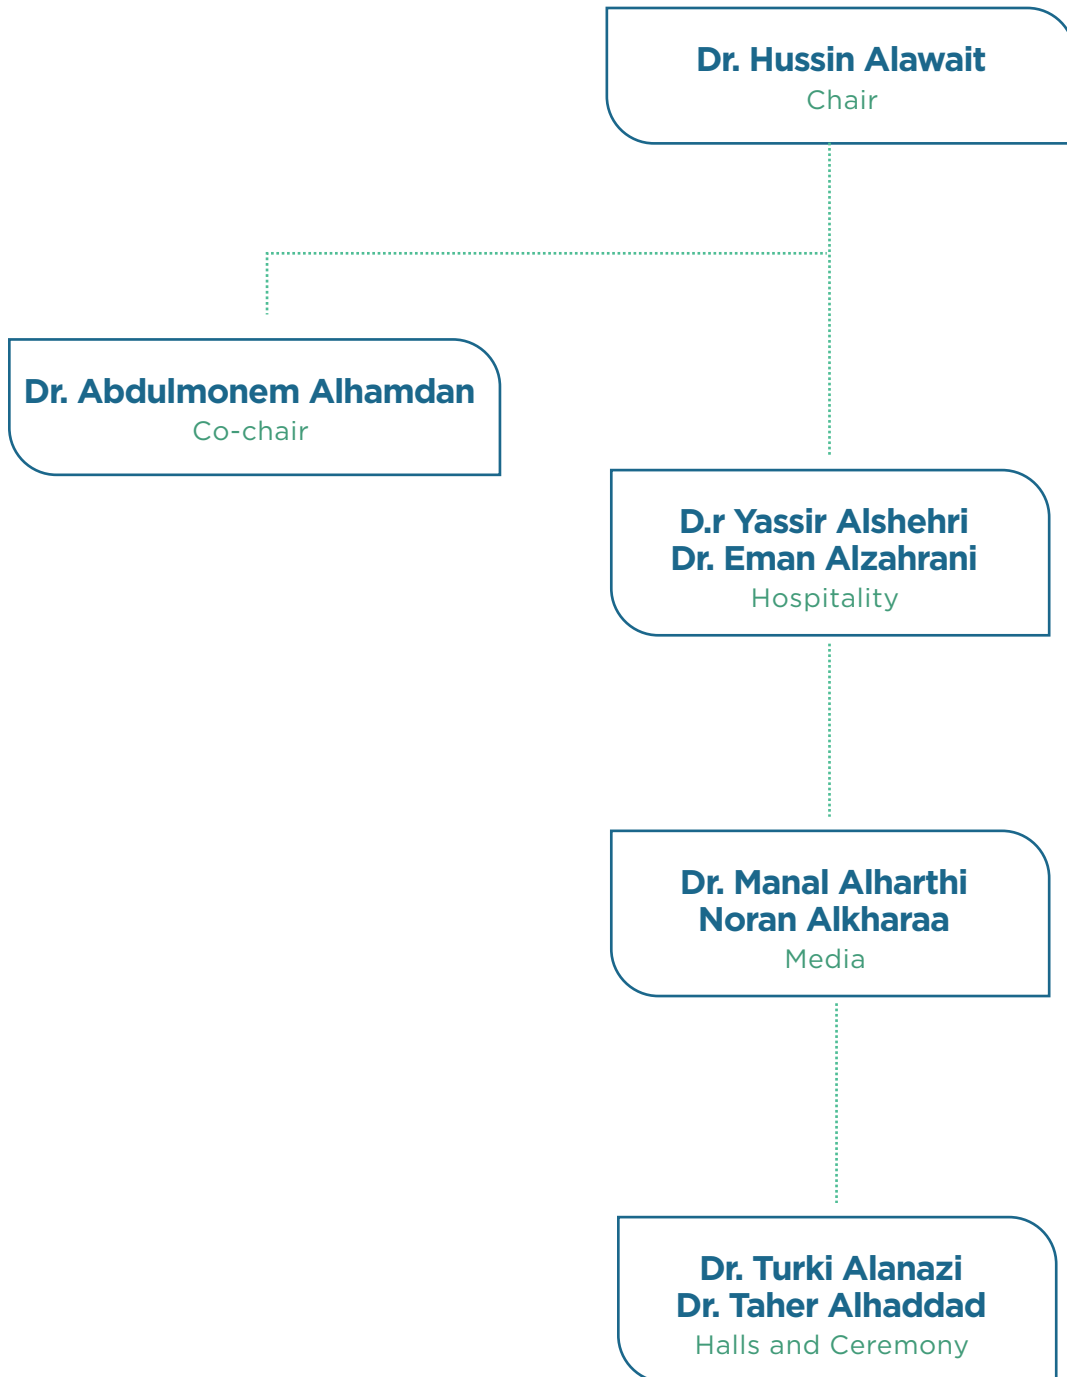 Dr. Hussin Alawait
Chair
Dr. Abdulmonem Alhamdan
Co-chair
D.r Yassir Alshehri
Dr. Eman Alzahrani
Hospitality
Dr. Manal Alharthi
Noran Alkharaa
Media
Dr. Turki Alanazi
Dr. Taher Alhaddad
Halls and Ceremony